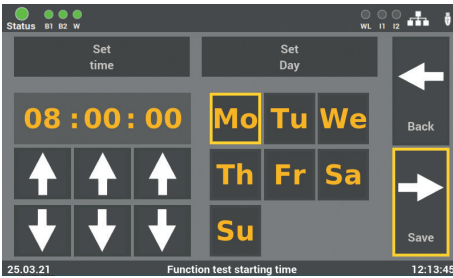 Status B1 B2 W WL I1 I2
Set time
Set Day
08 : 00 : 00
Mo Tu We
Th Fr Sa
Su
Back
Save
25.03.21 Function test starting time 12:13:45